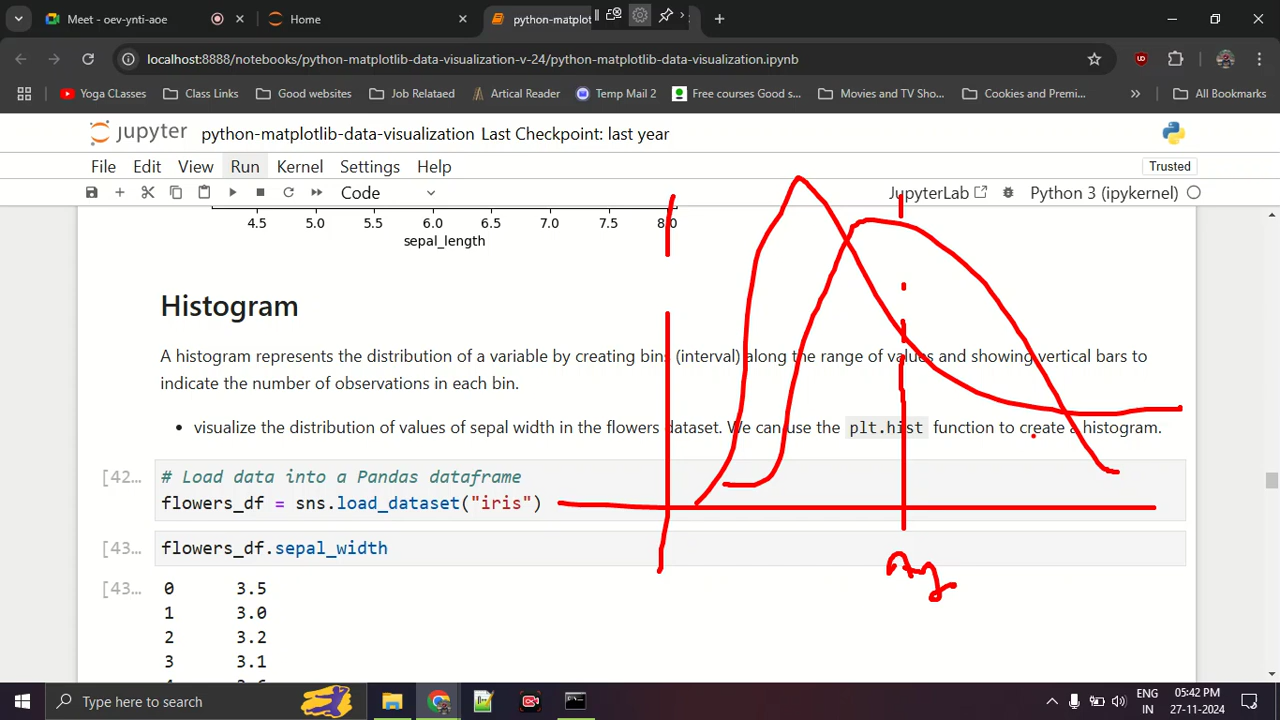 Meet - oev-ynti-aoe
Home
python-matplotl
localhost:8888/notebooks/python-matplotlib-data-visualization-v-24/python-matplotlib-data-visualization.ipynb
YOga CLasses
Class Links
Good websites
Job Relataed
Artical Reader
Temp Mail 2
Free courses Good s...
Movies and TV Sho...
Cookies and Premi...
All Bookmarks
jupyter
python-matplotlib-data-visualization Last Checkpoint: last year
File Edit View Run Kernel Settings Help
Trusted
Code
JupyterLab
Python 3 (ipykernel)
4.5 5.0 5.5 6.0 6.5 7.0 7.5 8.0
sepal_length
Histogram
A histogram represents the distribution of a variable by creating bins (interval) along the range of values and showing vertical bars to
indicate the number of observations in each bin.
• visualize the distribution of values of sepal width in the flowers dataset. We can use the plt.hist function to create a histogram.
[42... # Load data into a Pandas dataframe
flowers_df = sns.load_dataset("iris")
[43... flowers_df.sepal_width
[43... 0 3.5
1 3.0
2 3.2
3 3.1
Type here to search
ENG
IN
05:42 PM
27-11-2024